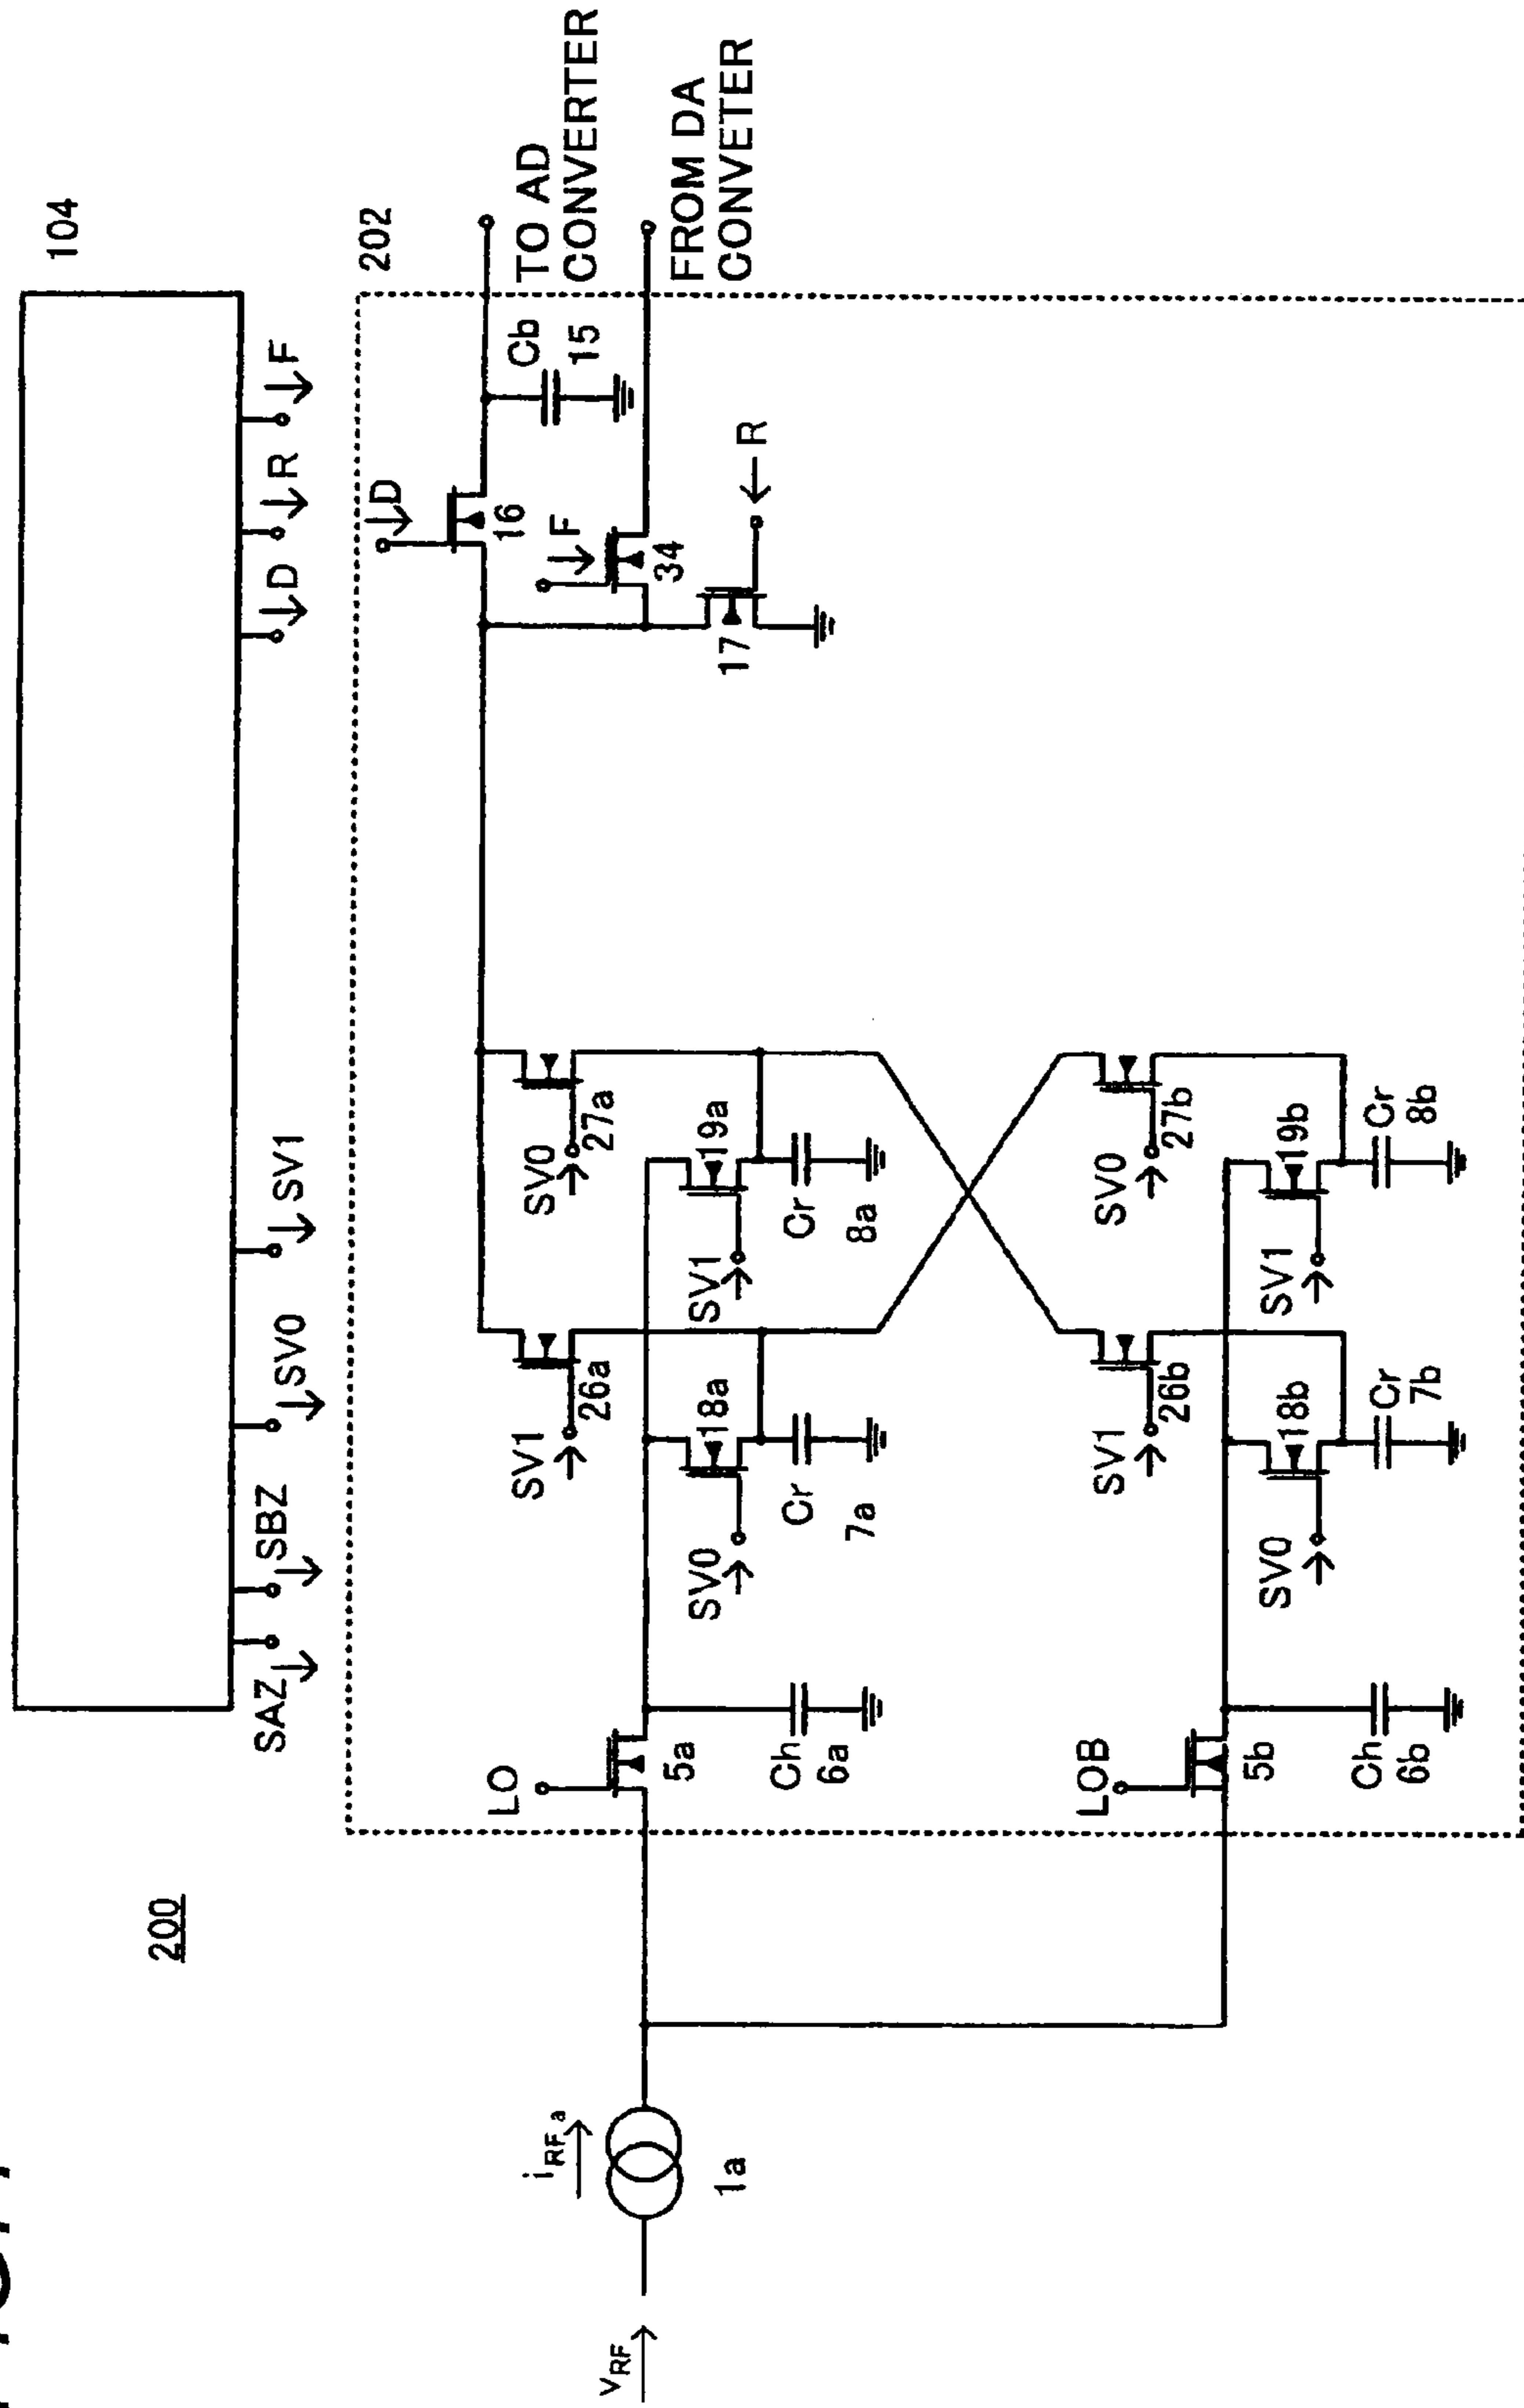 200
104
SAZ
SBZ
SV0
SV1
D
R
F
202
D
16
Cb
15
TO AD
CONVERTER
F
34
FROM DA
CONVETER
17
R
SV1
26a
SV0
27a
VRF
iRF a
1a
LO
5a
Ch
6a
SV0
18a
Cr
7a
SV1
19a
Cr
8a
SV1
26b
SV0
27b
LOB
5b
Ch
6b
SV0
18b
Cr
7b
SV1
19b
Cr
8b